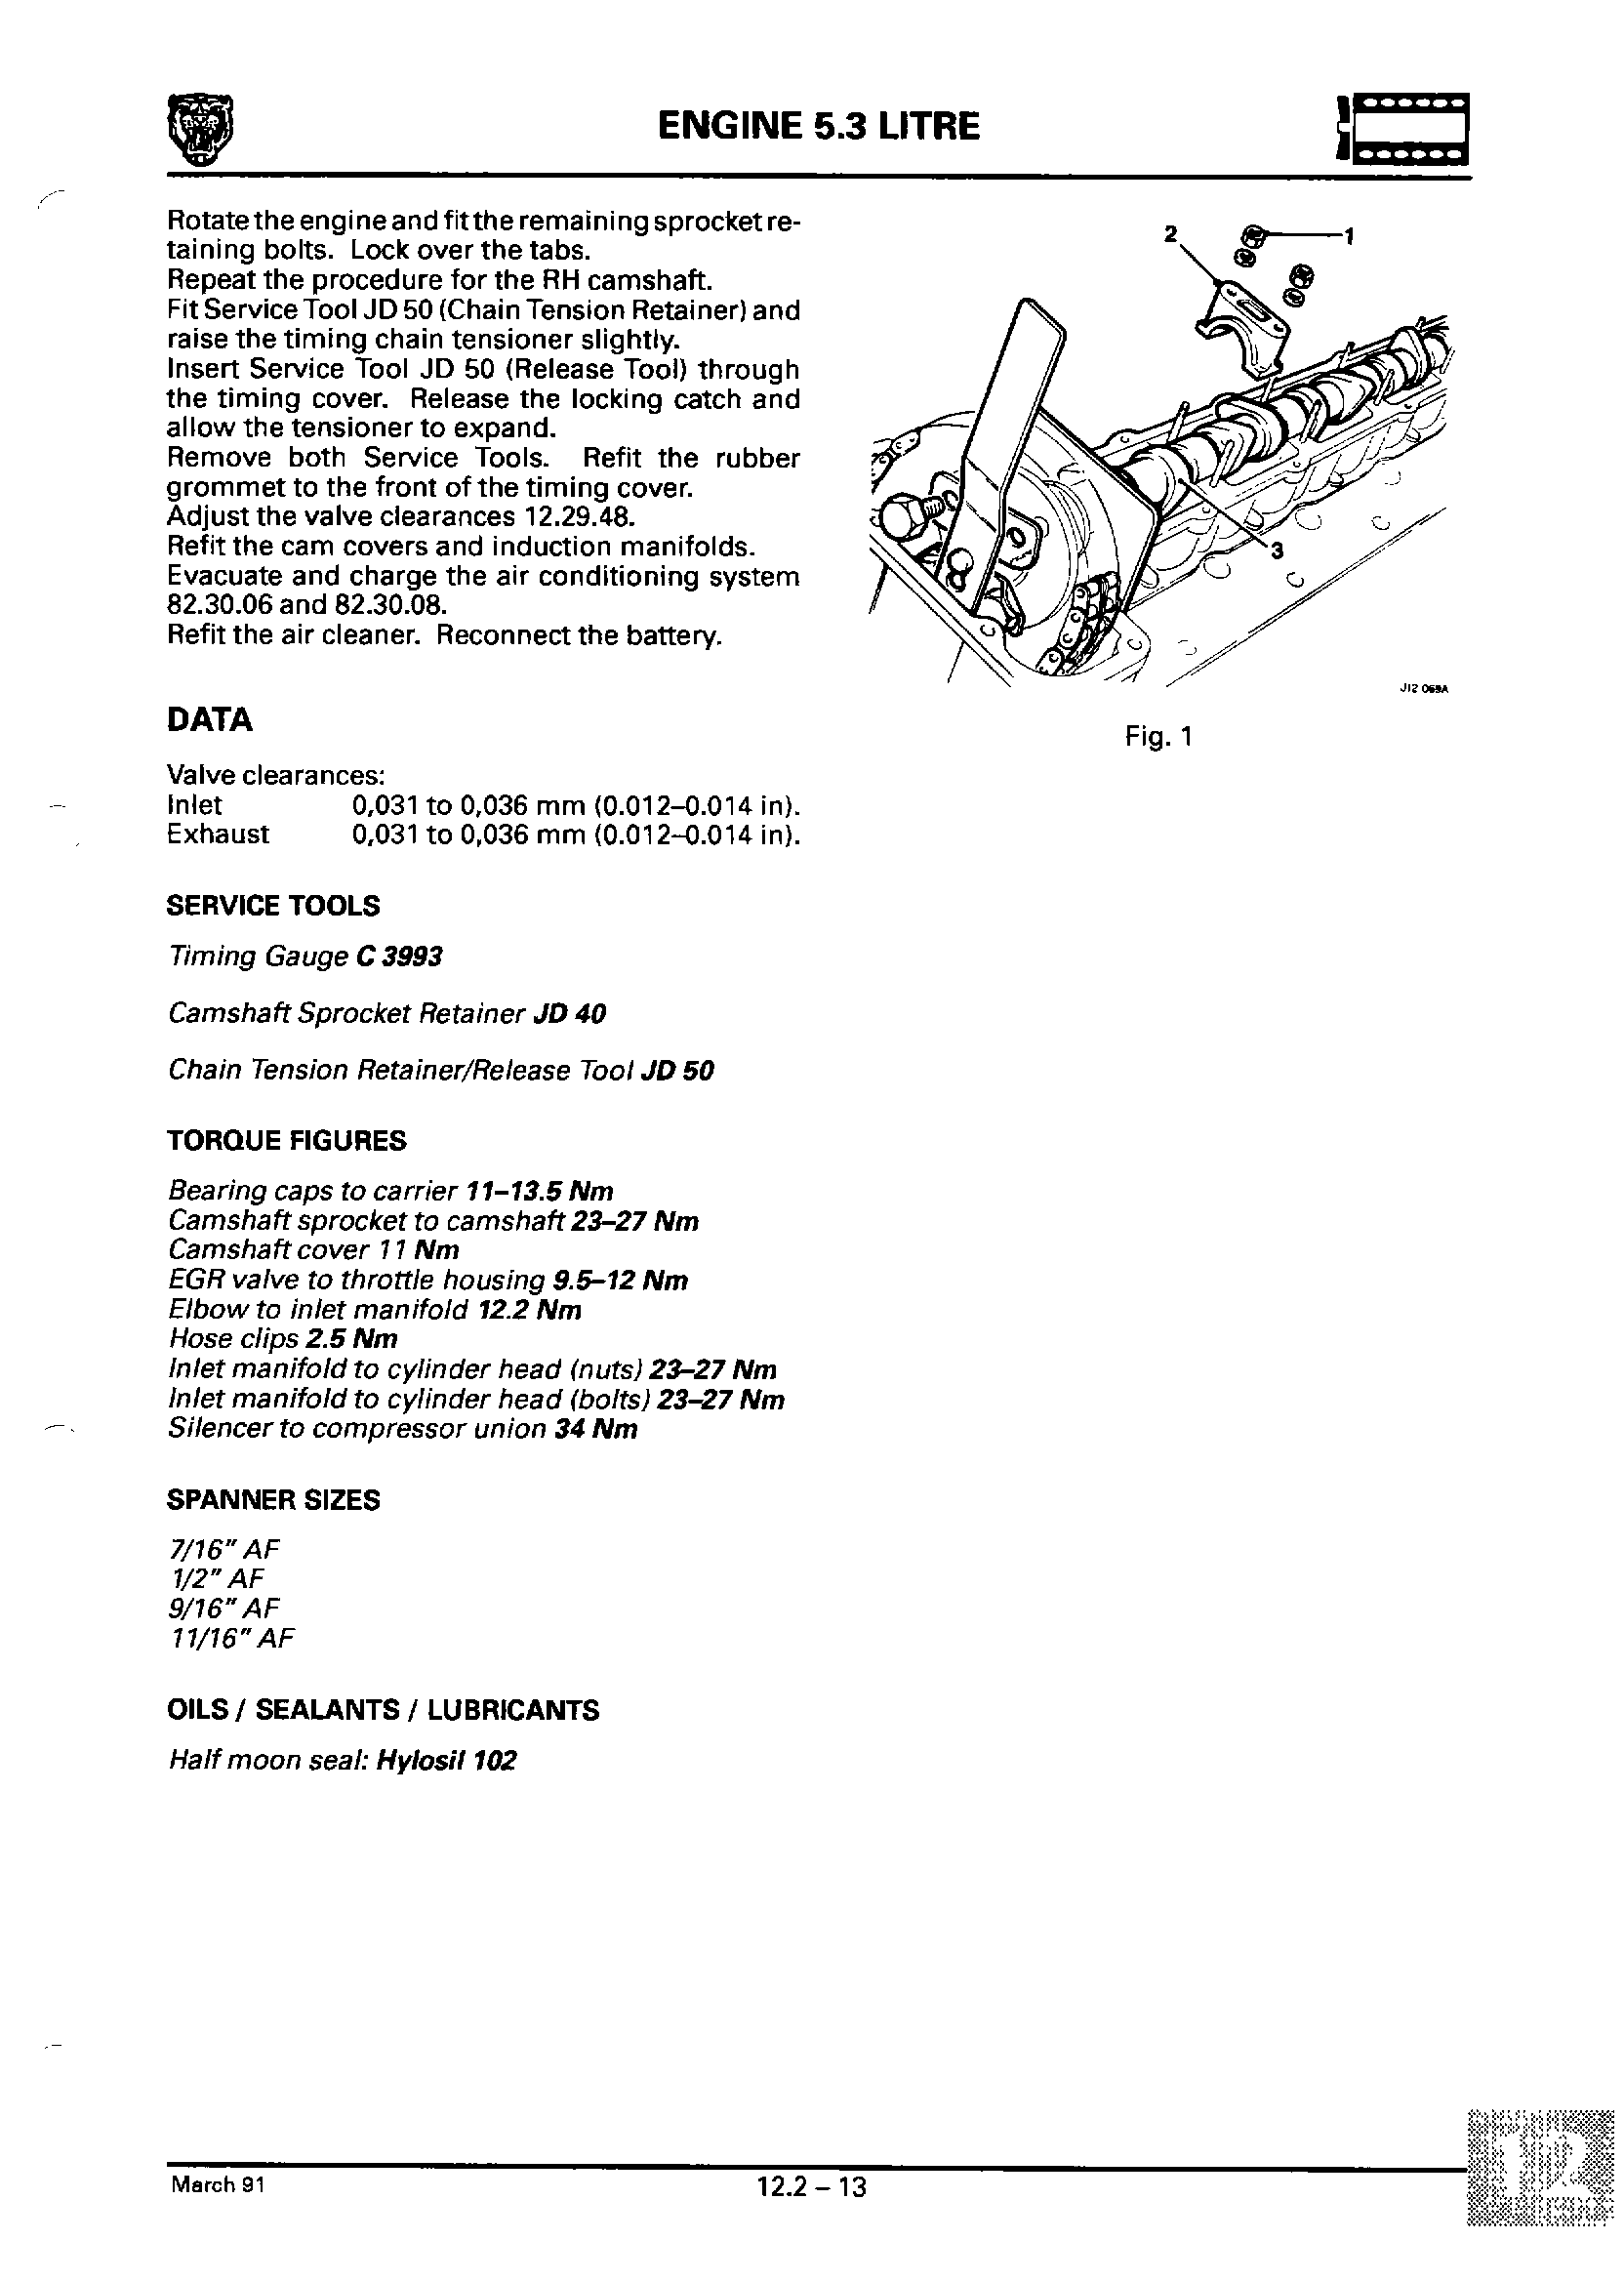 ENGINE 5.3 LITRE
Rotate the engine and fit the remaining sprocket re-
taining bolts. Lock over the tabs.
Repeat the procedure for the RH camshaft.
Fit Service Tool JD 50 (Chain Tension Retainer) and
raise the timing chain tensioner slightly.
Insert Service Tool JD 50 (Release Tool) through
the timing cover. Release the locking catch and
allow the tensioner to expand.
Remove both Service Tools. Refit the rubber
grommet to the front of the timing cover.
Adjust the valve clearances 12.29.48.
Refit the cam covers and induction manifolds.
Evacuate and charge the air conditioning system
82.30.06 and 82.30.08.
Refit the air cleaner. Reconnect the battery.
DATA
Valve clearances:
Inlet 0,031 to 0,036 mm (0.012–0.014 in).
Exhaust 0,031 to 0,036 mm (0.012–0.014 in).
SERVICE TOOLS
Timing Gauge C 3993
Camshaft Sprocket Retainer JD 40
Chain Tension Retainer/Release Tool JD 50
TORQUE FIGURES
Bearing caps to carrier 11–13.5 Nm
Camshaft sprocket to camshaft 23–27 Nm
Camshaft cover 11 Nm
EGR valve to throttle housing 9.5–12 Nm
Elbow to inlet manifold 12.2 Nm
Hose clips 2.5 Nm
Inlet manifold to cylinder head (nuts) 23–27 Nm
Inlet manifold to cylinder head (bolts) 23–27 Nm
Silencer to compressor union 34 Nm
SPANNER SIZES
7/16" AF
1/2" AF
9/16" AF
11/16" AF
OILS / SEALANTS / LUBRICANTS
Half moon seal: Hylosil 102
2
1
3
J12 069A
Fig. 1
March 91
12.2 – 13
12